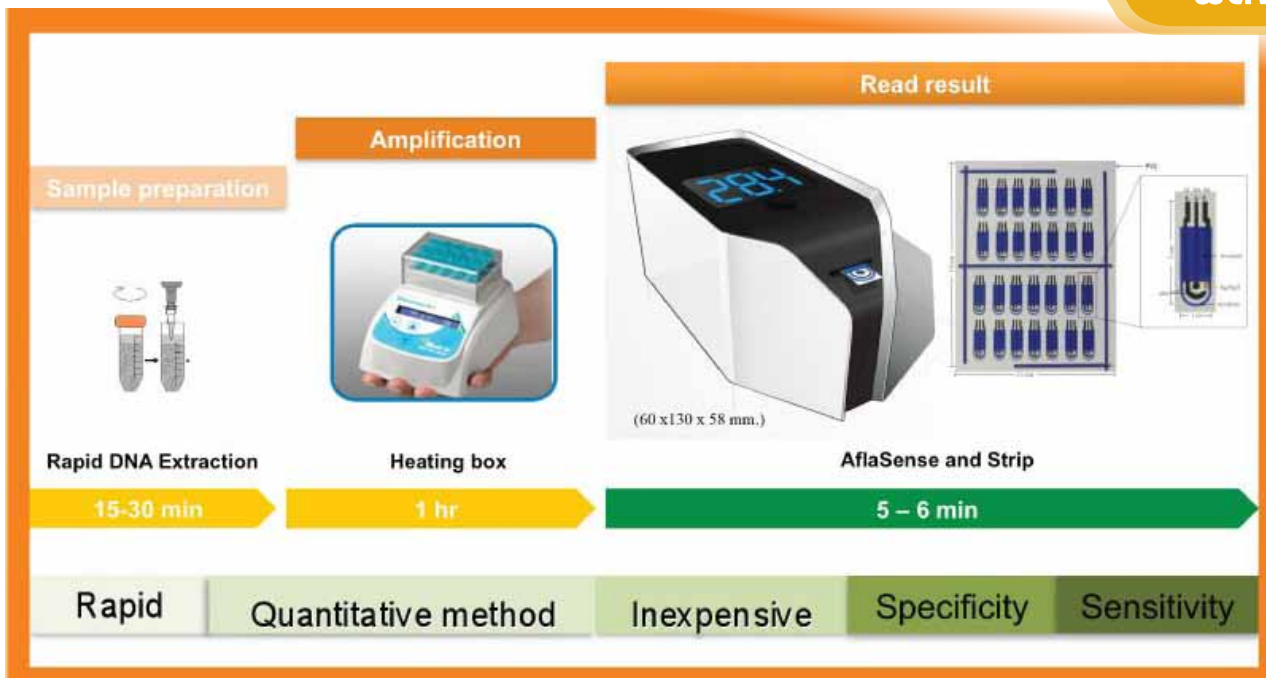 Read result
Amplification
Sample preparation
28.4
(60 x130 x 58 mm.)
Rapid DNA Extraction
Heating box
AflaSense and Strip
15-30 min
1 hr
5 – 6 min
Rapid
Quantitative method
Inexpensive
Specificity
Sensitivity